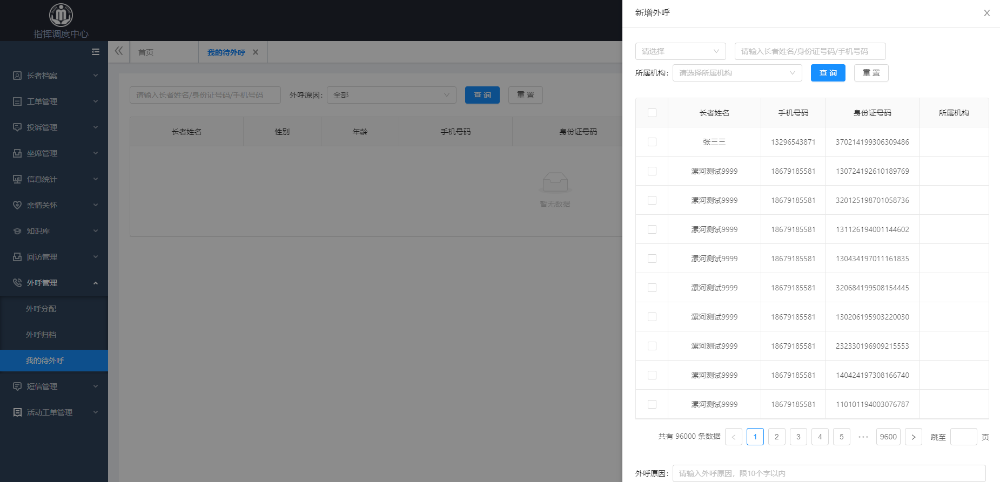 指挥调度中心
长者档案
工单管理
投诉管理
坐席管理
信息统计
亲情关怀
知识库
回访管理
外呼管理
外呼分配
外呼归档
我的待外呼
短信管理
活动工单管理
首页 我的待外呼
请输入长者姓名/身份证号码/手机号码 外呼原因: 全部 查 询 重 置
长者姓名 性别 年龄 手机号码 身份证号码
暂无数据
新增外呼
请选择 请输入长者姓名/身份证号码/手机号码
所属机构: 请选择所属机构 查 询 重 置
长者姓名 手机号码 身份证号码 所属机构
张三三 13296543871 370214199306309486
漯河测试9999 18679185581 130724192610189769
漯河测试9999 18679185581 320125198701058736
漯河测试9999 18679185581 131126194001144602
漯河测试9999 18679185581 130434197011161835
漯河测试9999 18679185581 320684199508154445
漯河测试9999 18679185581 130206195903220030
漯河测试9999 18679185581 232330196909215553
漯河测试9999 18679185581 140424197308166740
漯河测试9999 18679185581 110101194003076787
共有 96000 条数据 < 1 2 3 4 5 ··· 9600 > 跳至 页
外呼原因: 请输入外呼原因，限10个字以内